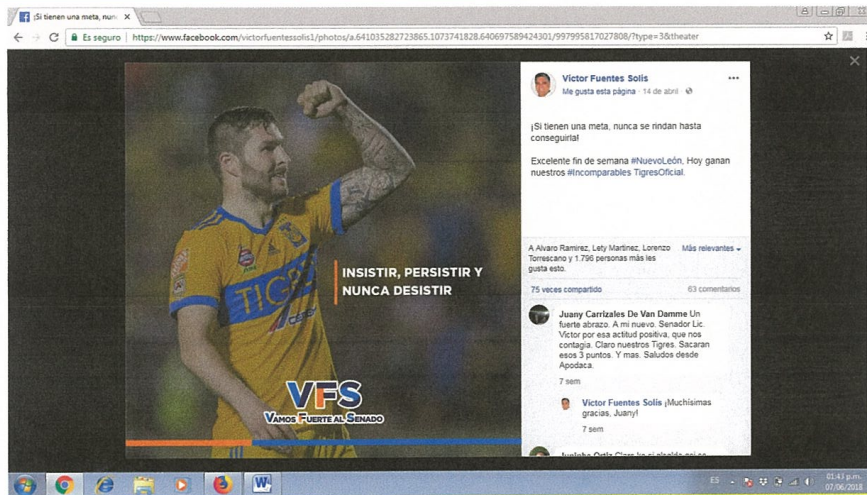 ¡Si tienen una meta, nunc
Es seguro | https://www.facebook.com/victorfuentessolis1/photos/a.641035282723865.1073741828.640697589424301/997995817027808/?type=3&theater
TIGRES
INSISTIR, PERSISTIR Y
NUNCA DESISTIR
VFS
VAMOS FUERTE AL SENADO
Víctor Fuentes Solís
Me gusta esta página · 14 de abril ·
¡Si tienen una meta, nunca se rindan hasta
conseguirla!
Excelente fin de semana #NuevoLeón. Hoy ganan
nuestros #Incomparables TigresOficial.
A Alvaro Ramirez, Lety Martinez, Lorenzo
Torrescano y 1.796 personas más les
gusta esto.
Más relevantes
75 veces compartido
63 comentarios
Juany Carrizales De Van Damme Un
fuerte abrazo. A mi nuevo. Senador Lic.
Victor por esa actitud positiva, que nos
contagia. Claro nuestros Tigres. Sacaran
esos 3 puntos. Y mas. Saludos desde
Apodaca.
7 sem
Víctor Fuentes Solís ¡Muchísimas
gracias, Juany!
7 sem
ES
01:43 p.m.
07/06/2018